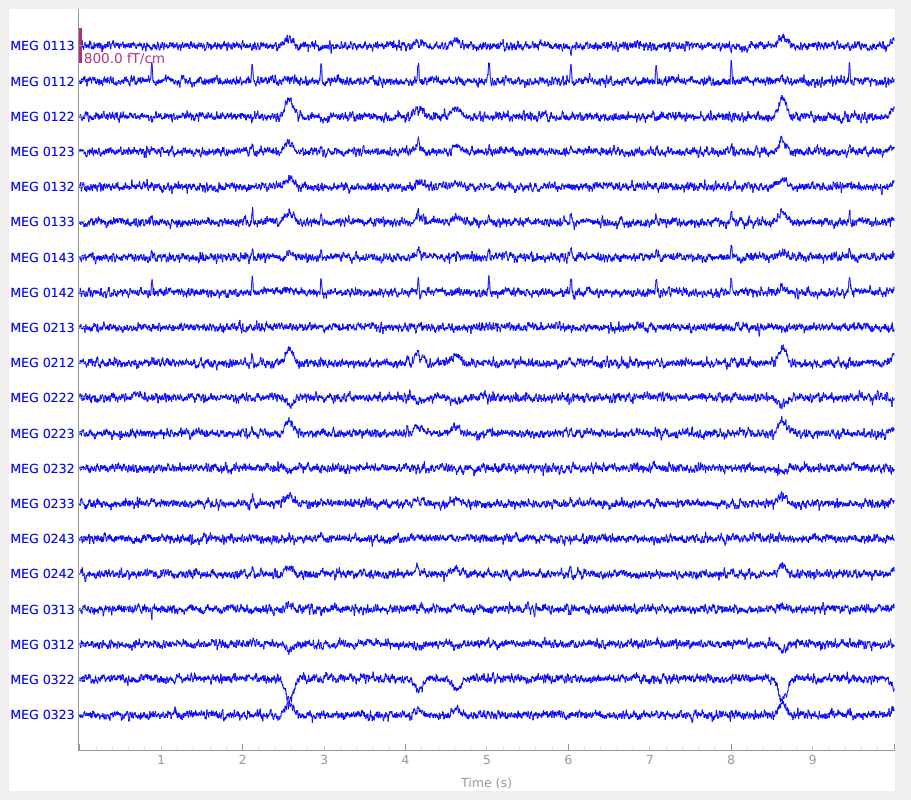 MEG 0113
800.0 fT/cm
MEG 0112
MEG 0122
MEG 0123
MEG 0132
MEG 0133
MEG 0143
MEG 0142
MEG 0213
MEG 0212
MEG 0222
MEG 0223
MEG 0232
MEG 0233
MEG 0243
MEG 0242
MEG 0313
MEG 0312
MEG 0322
MEG 0323
1 2 3 4 5 6 7 8 9
Time (s)